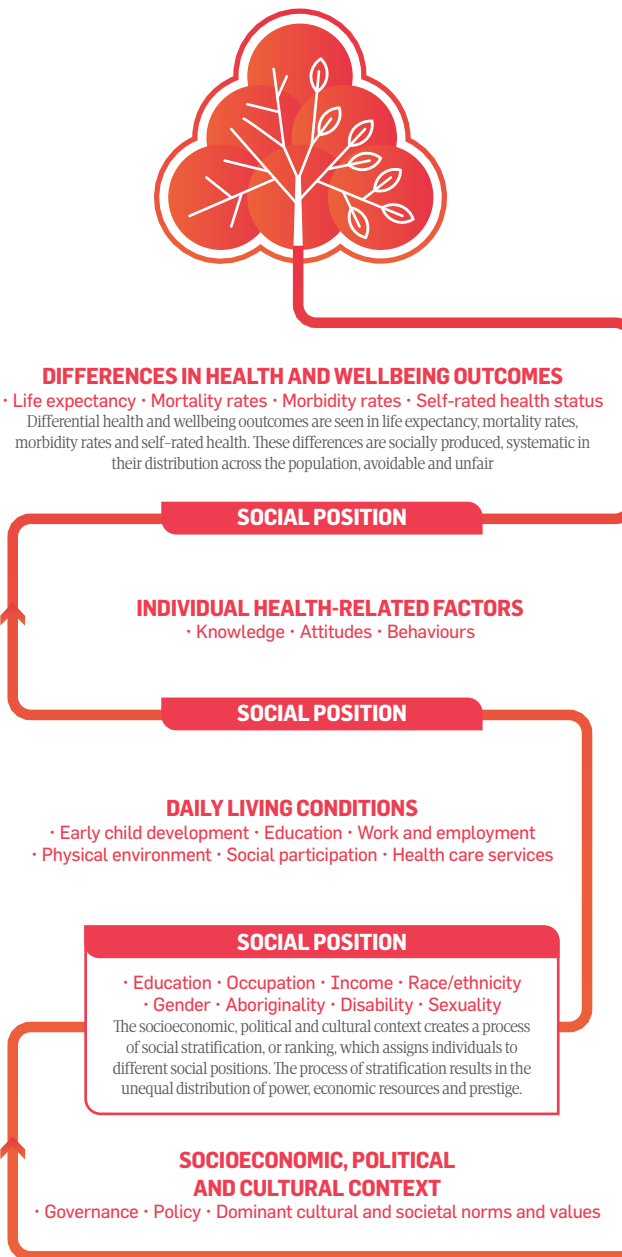 DIFFERENCES IN HEALTH AND WELLBEING OUTCOMES
· Life expectancy · Mortality rates · Morbidity rates · Self-rated health status
Differential health and wellbeing ooutcomes are seen in life expectancy, mortality rates,
morbidity rates and self-rated health. These differences are socially produced, systematic in
their distribution across the population, avoidable and unfair
SOCIAL POSITION
INDIVIDUAL HEALTH-RELATED FACTORS
· Knowledge · Attitudes · Behaviours
SOCIAL POSITION
DAILY LIVING CONDITIONS
· Early child development · Education · Work and employment
· Physical environment · Social participation · Health care services
SOCIAL POSITION
· Education · Occupation · Income · Race/ethnicity
· Gender · Aboriginality · Disability · Sexuality
The socioeconomic, political and cultural context creates a process
of social stratification, or ranking, which assigns individuals to
different social positions. The process of stratification results in the
unequal distribution of power, economic resources and prestige.
SOCIOECONOMIC, POLITICAL
AND CULTURAL CONTEXT
· Governance · Policy · Dominant cultural and societal norms and values